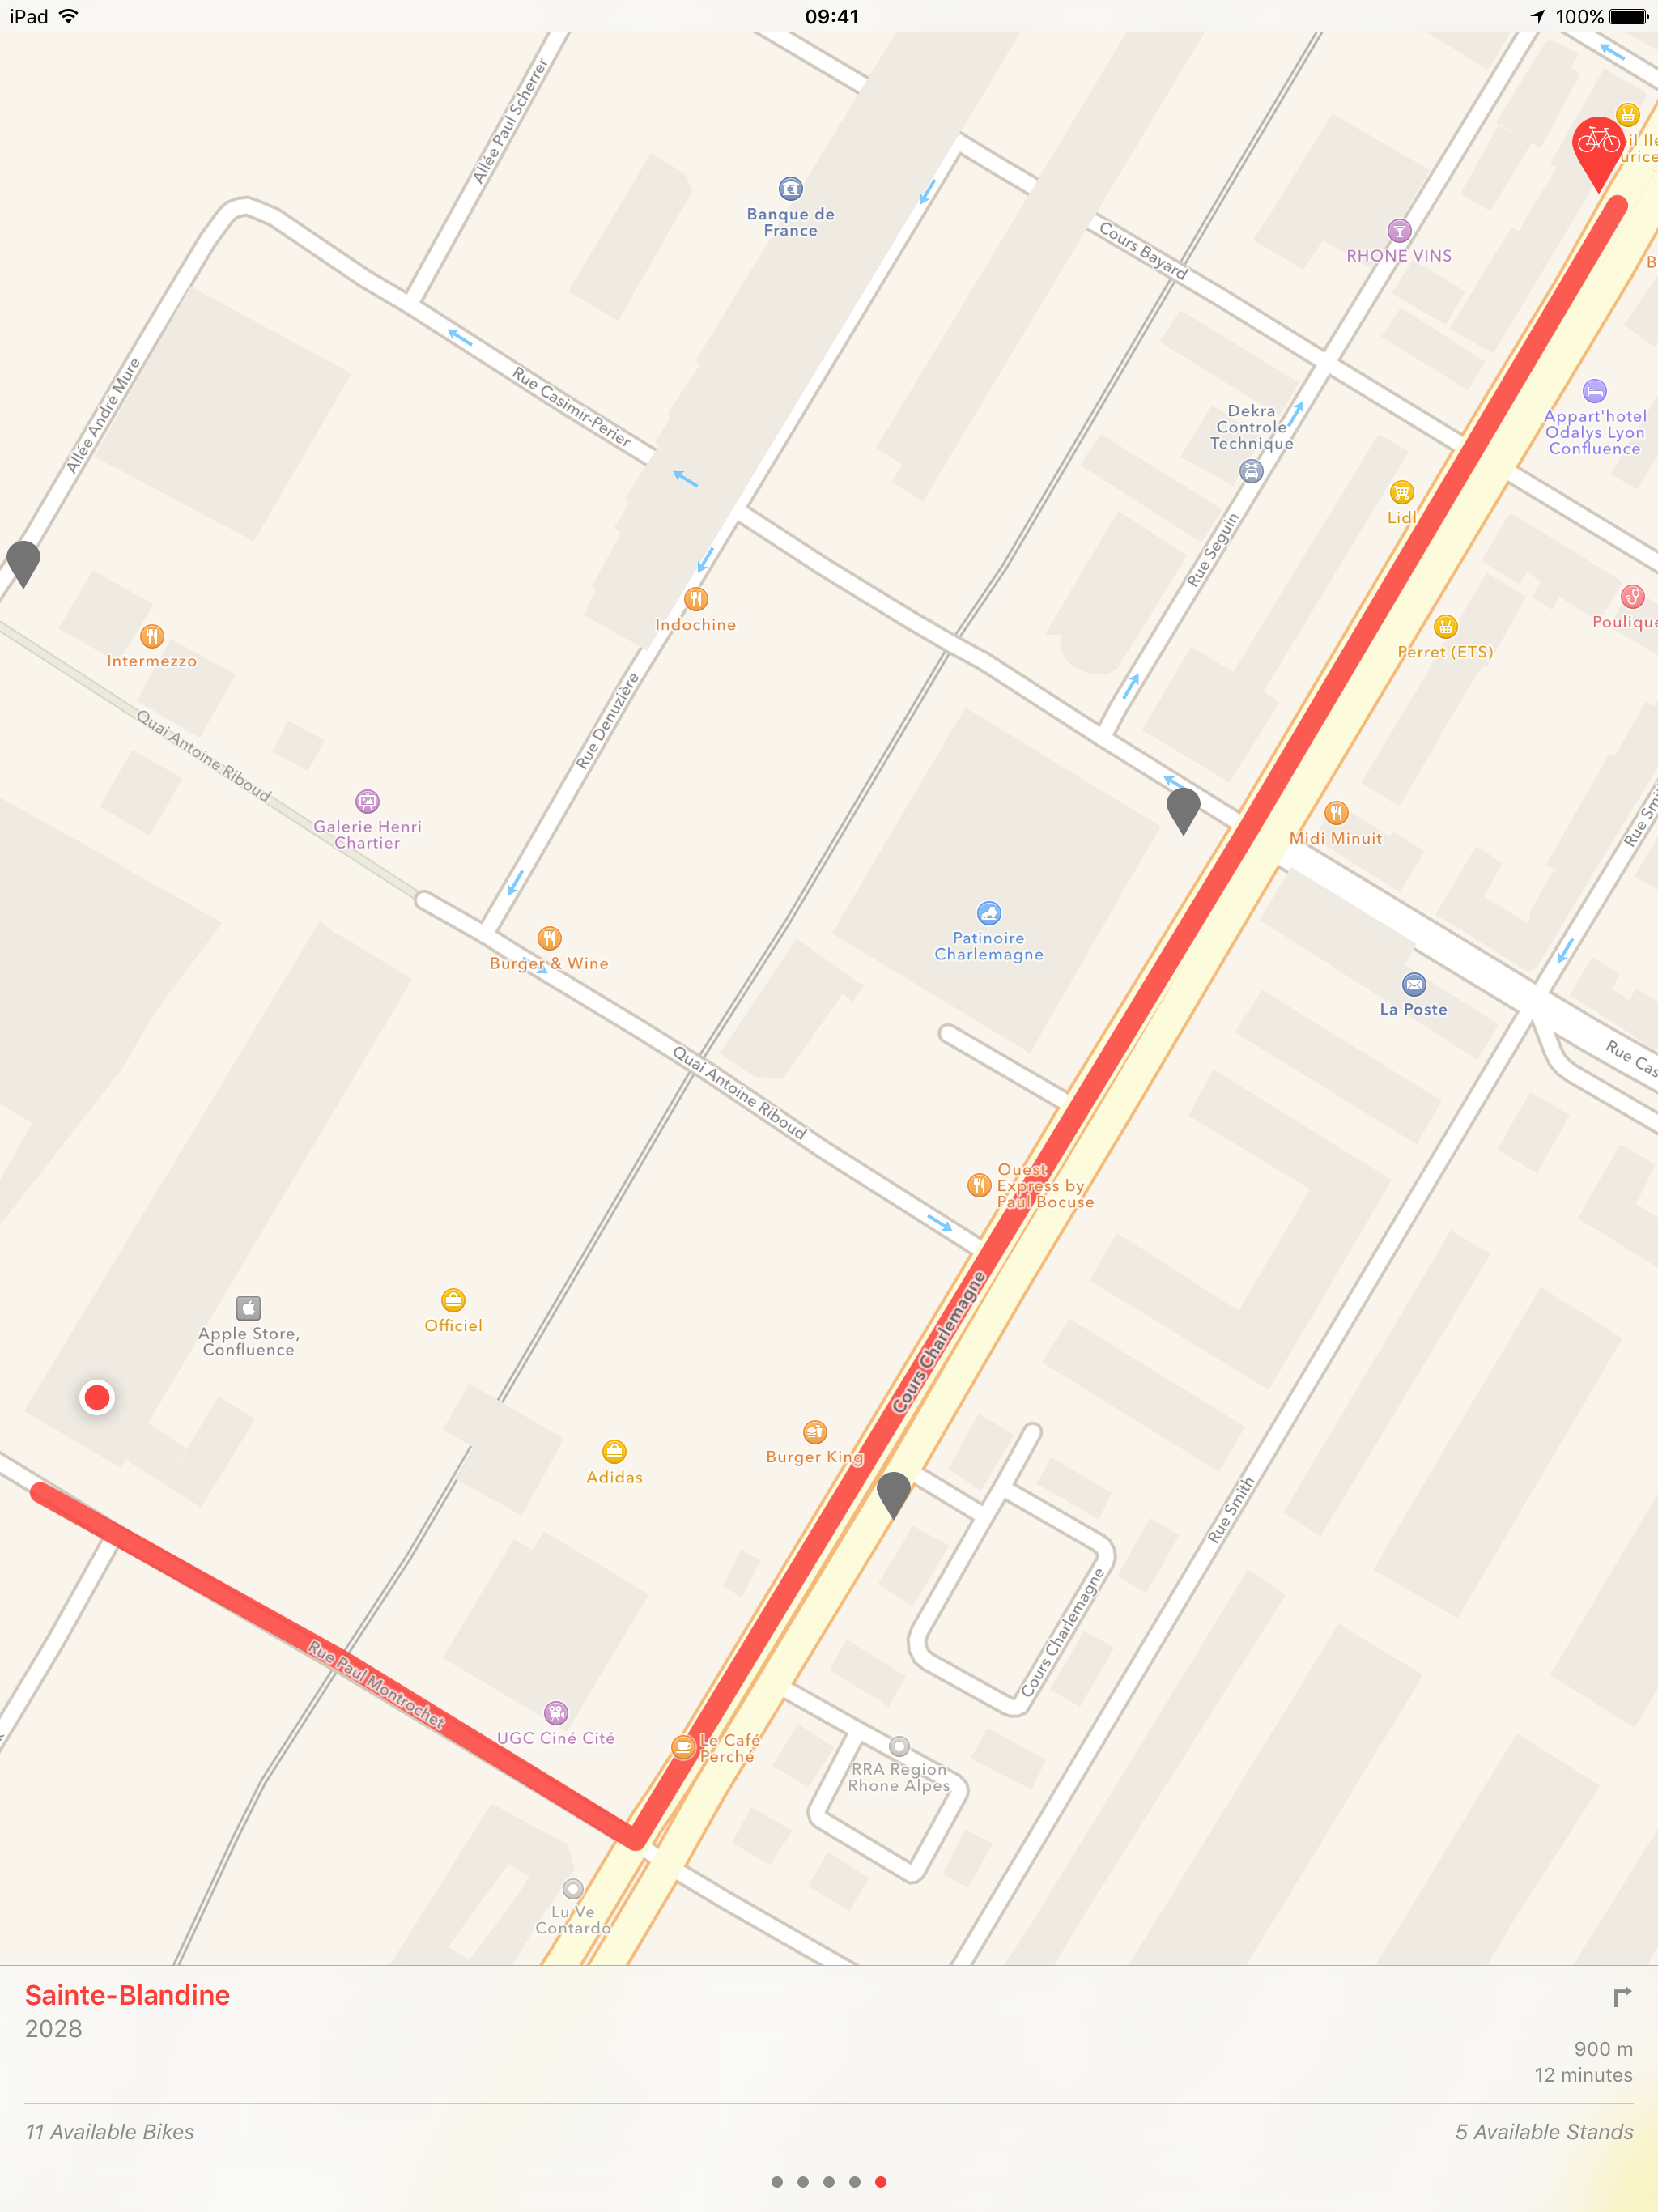 iPad
09:41
100%
Allée Paul Scherrer
Banque de
France
Cours Bayard
RHONE VINS
Rue Casimir-Perier
Allée André Mure
Dekra
Controle
Technique
Appart'hotel
Odalys Lyon
Confluence
Lidl
Rue Seguin
Indochine
Intermezzo
Perret (ETS)
Rue Denuzière
Quai Antoine Riboud
Galerie Henri
Chartier
Midi Minuit
Patinoire
Charlemagne
Burger & Wine
La Poste
Quai Antoine Riboud
Ouest
Express by
Paul Bocuse
Cours Charlemagne
Apple Store,
Confluence
Officiel
Burger King
Adidas
Rue Smith
Cours Charlemagne
Rue Paul Montrochet
UGC Ciné Cité
Le Café
Perché
RRA Region
Rhone Alpes
Lu Ve
Contardo
Sainte-Blandine
2028
900 m
12 minutes
11 Available Bikes
5 Available Stands